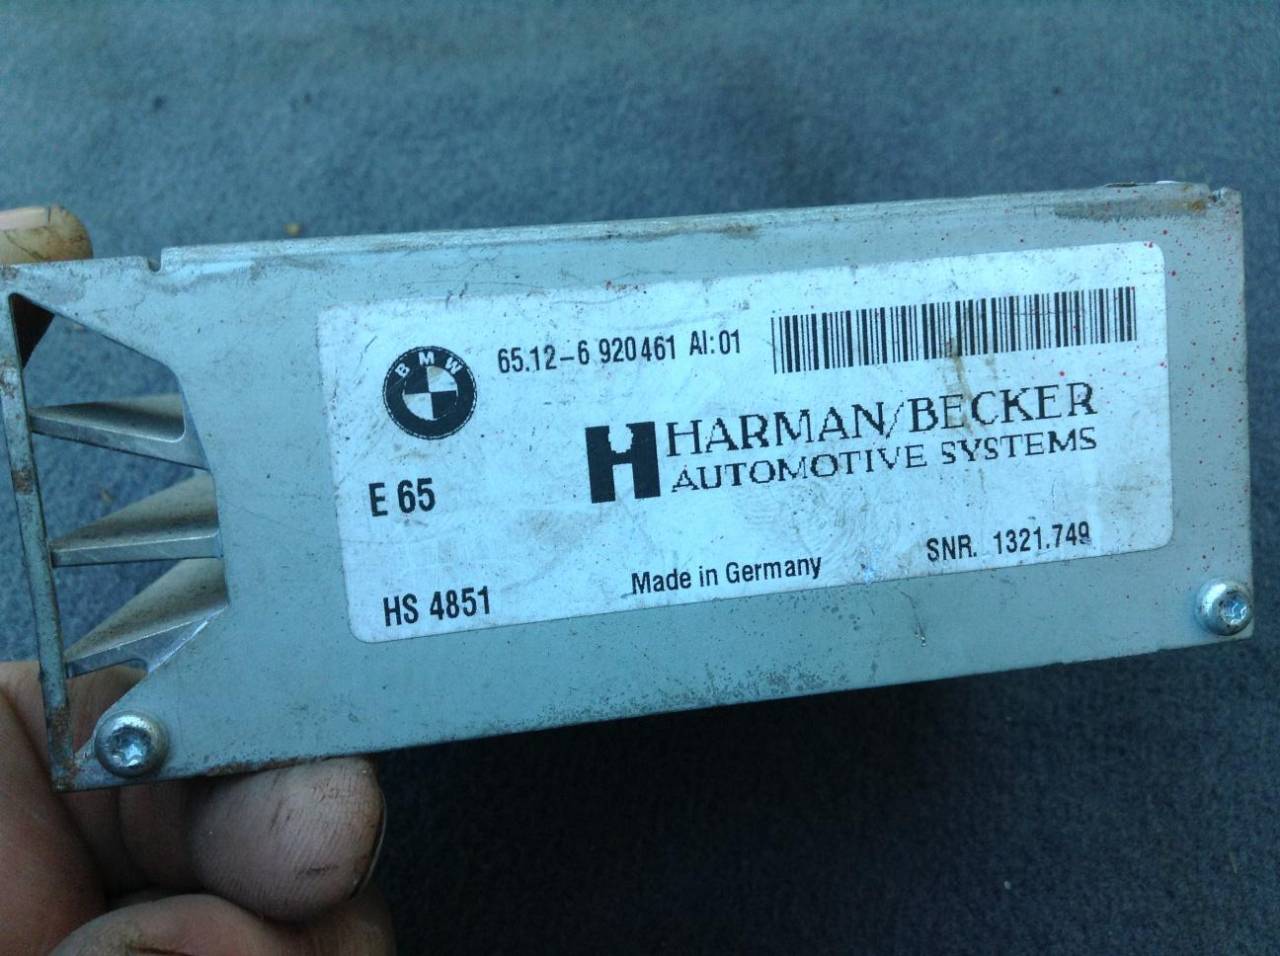 BMW
65.12-6 920461 AI:01
HARMAN/BECKER
AUTOMOTIVE SYSTEMS
E 65
SNR. 1321.749
Made in Germany
HS 4851